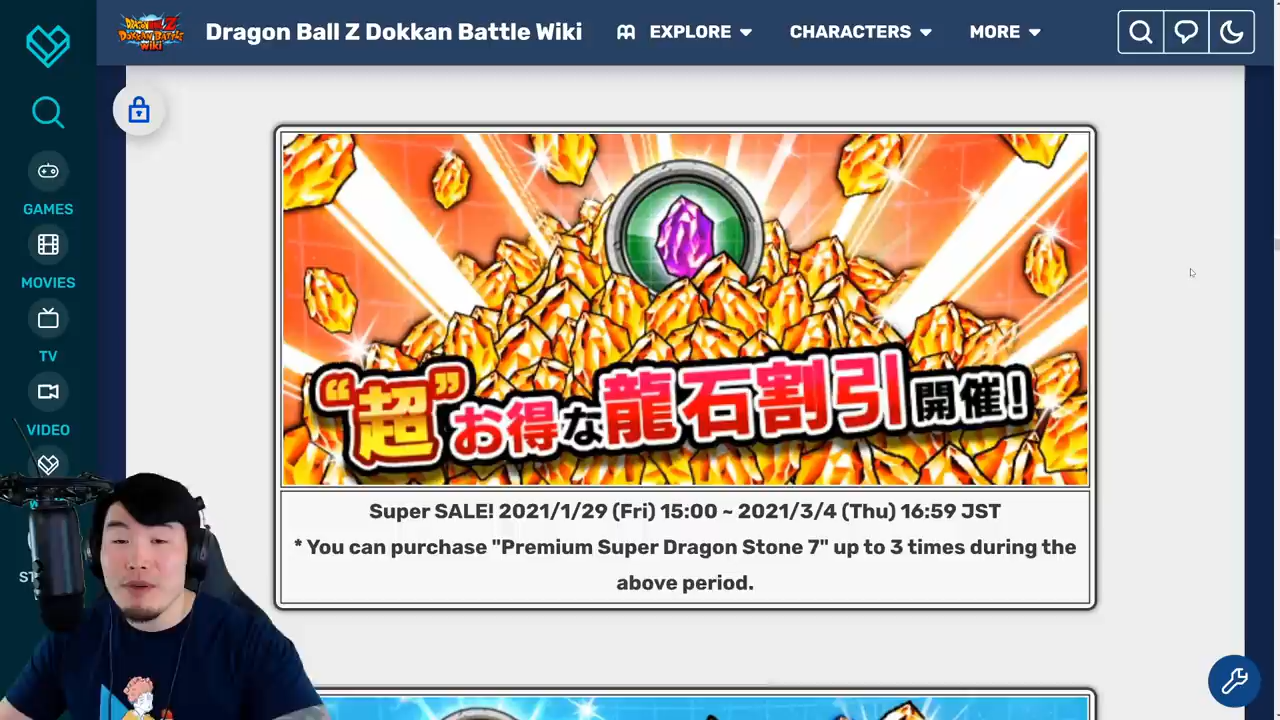 Dragon Ball Z Dokkan Battle Wiki
EXPLORE
CHARACTERS
MORE
GAMES
MOVIES
TV
VIDEO
“超”お得な龍石割引開催!
Super SALE! 2021/1/29 (Fri) 15:00 ~ 2021/3/4 (Thu) 16:59 JST
* You can purchase "Premium Super Dragon Stone 7" up to 3 times during the
above period.